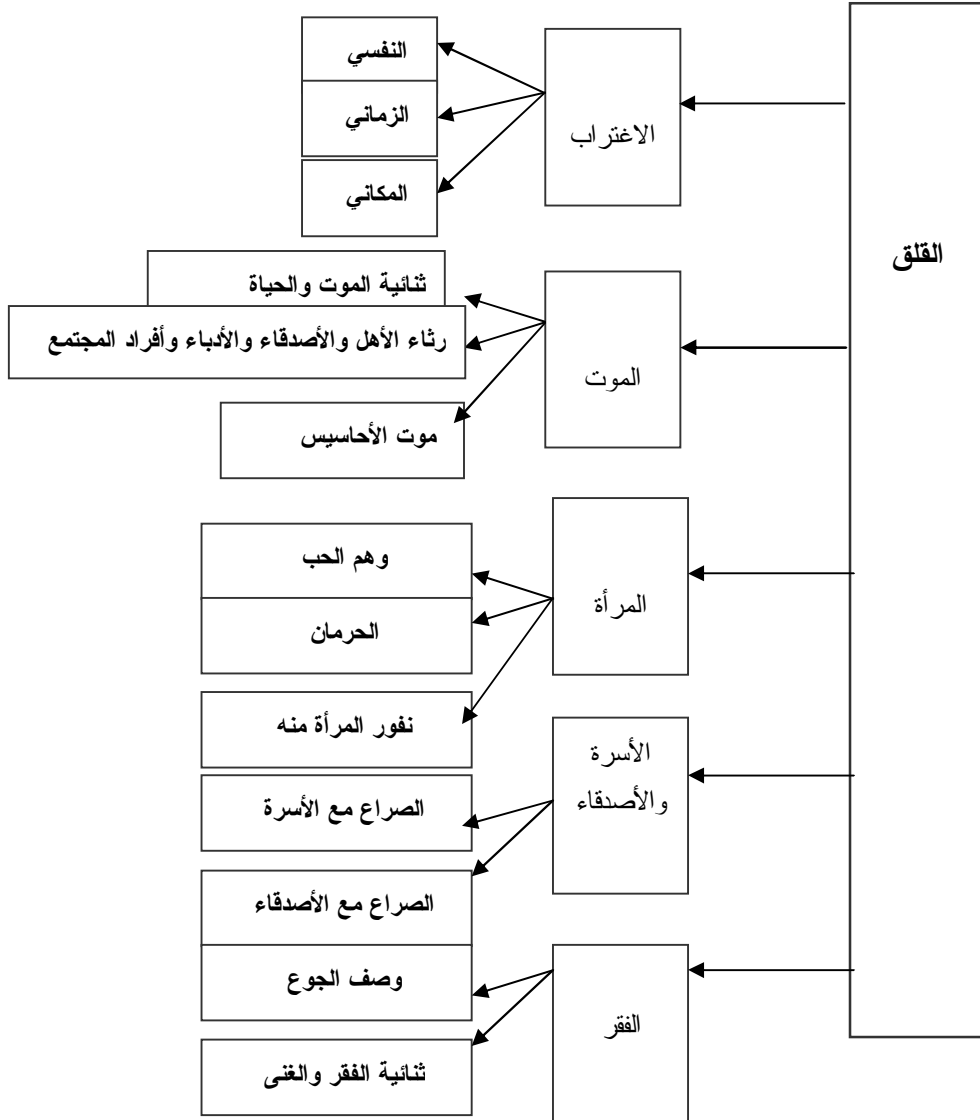 القلق
الاغتراب
النفسي
الزماني
المكاني
الموت
ثنائية الموت والحياة
رثاء الأهل والأصدقاء والأدباء وأفراد المجتمع
موت الأحاسيس
المرأة
وهم الحب
الحرمان
نفور المرأة منه
الأسرة
والأصدقاء
الصراع مع الأسرة
الصراع مع الأصدقاء
الفقر
وصف الجوع
ثنائية الفقر والغنى